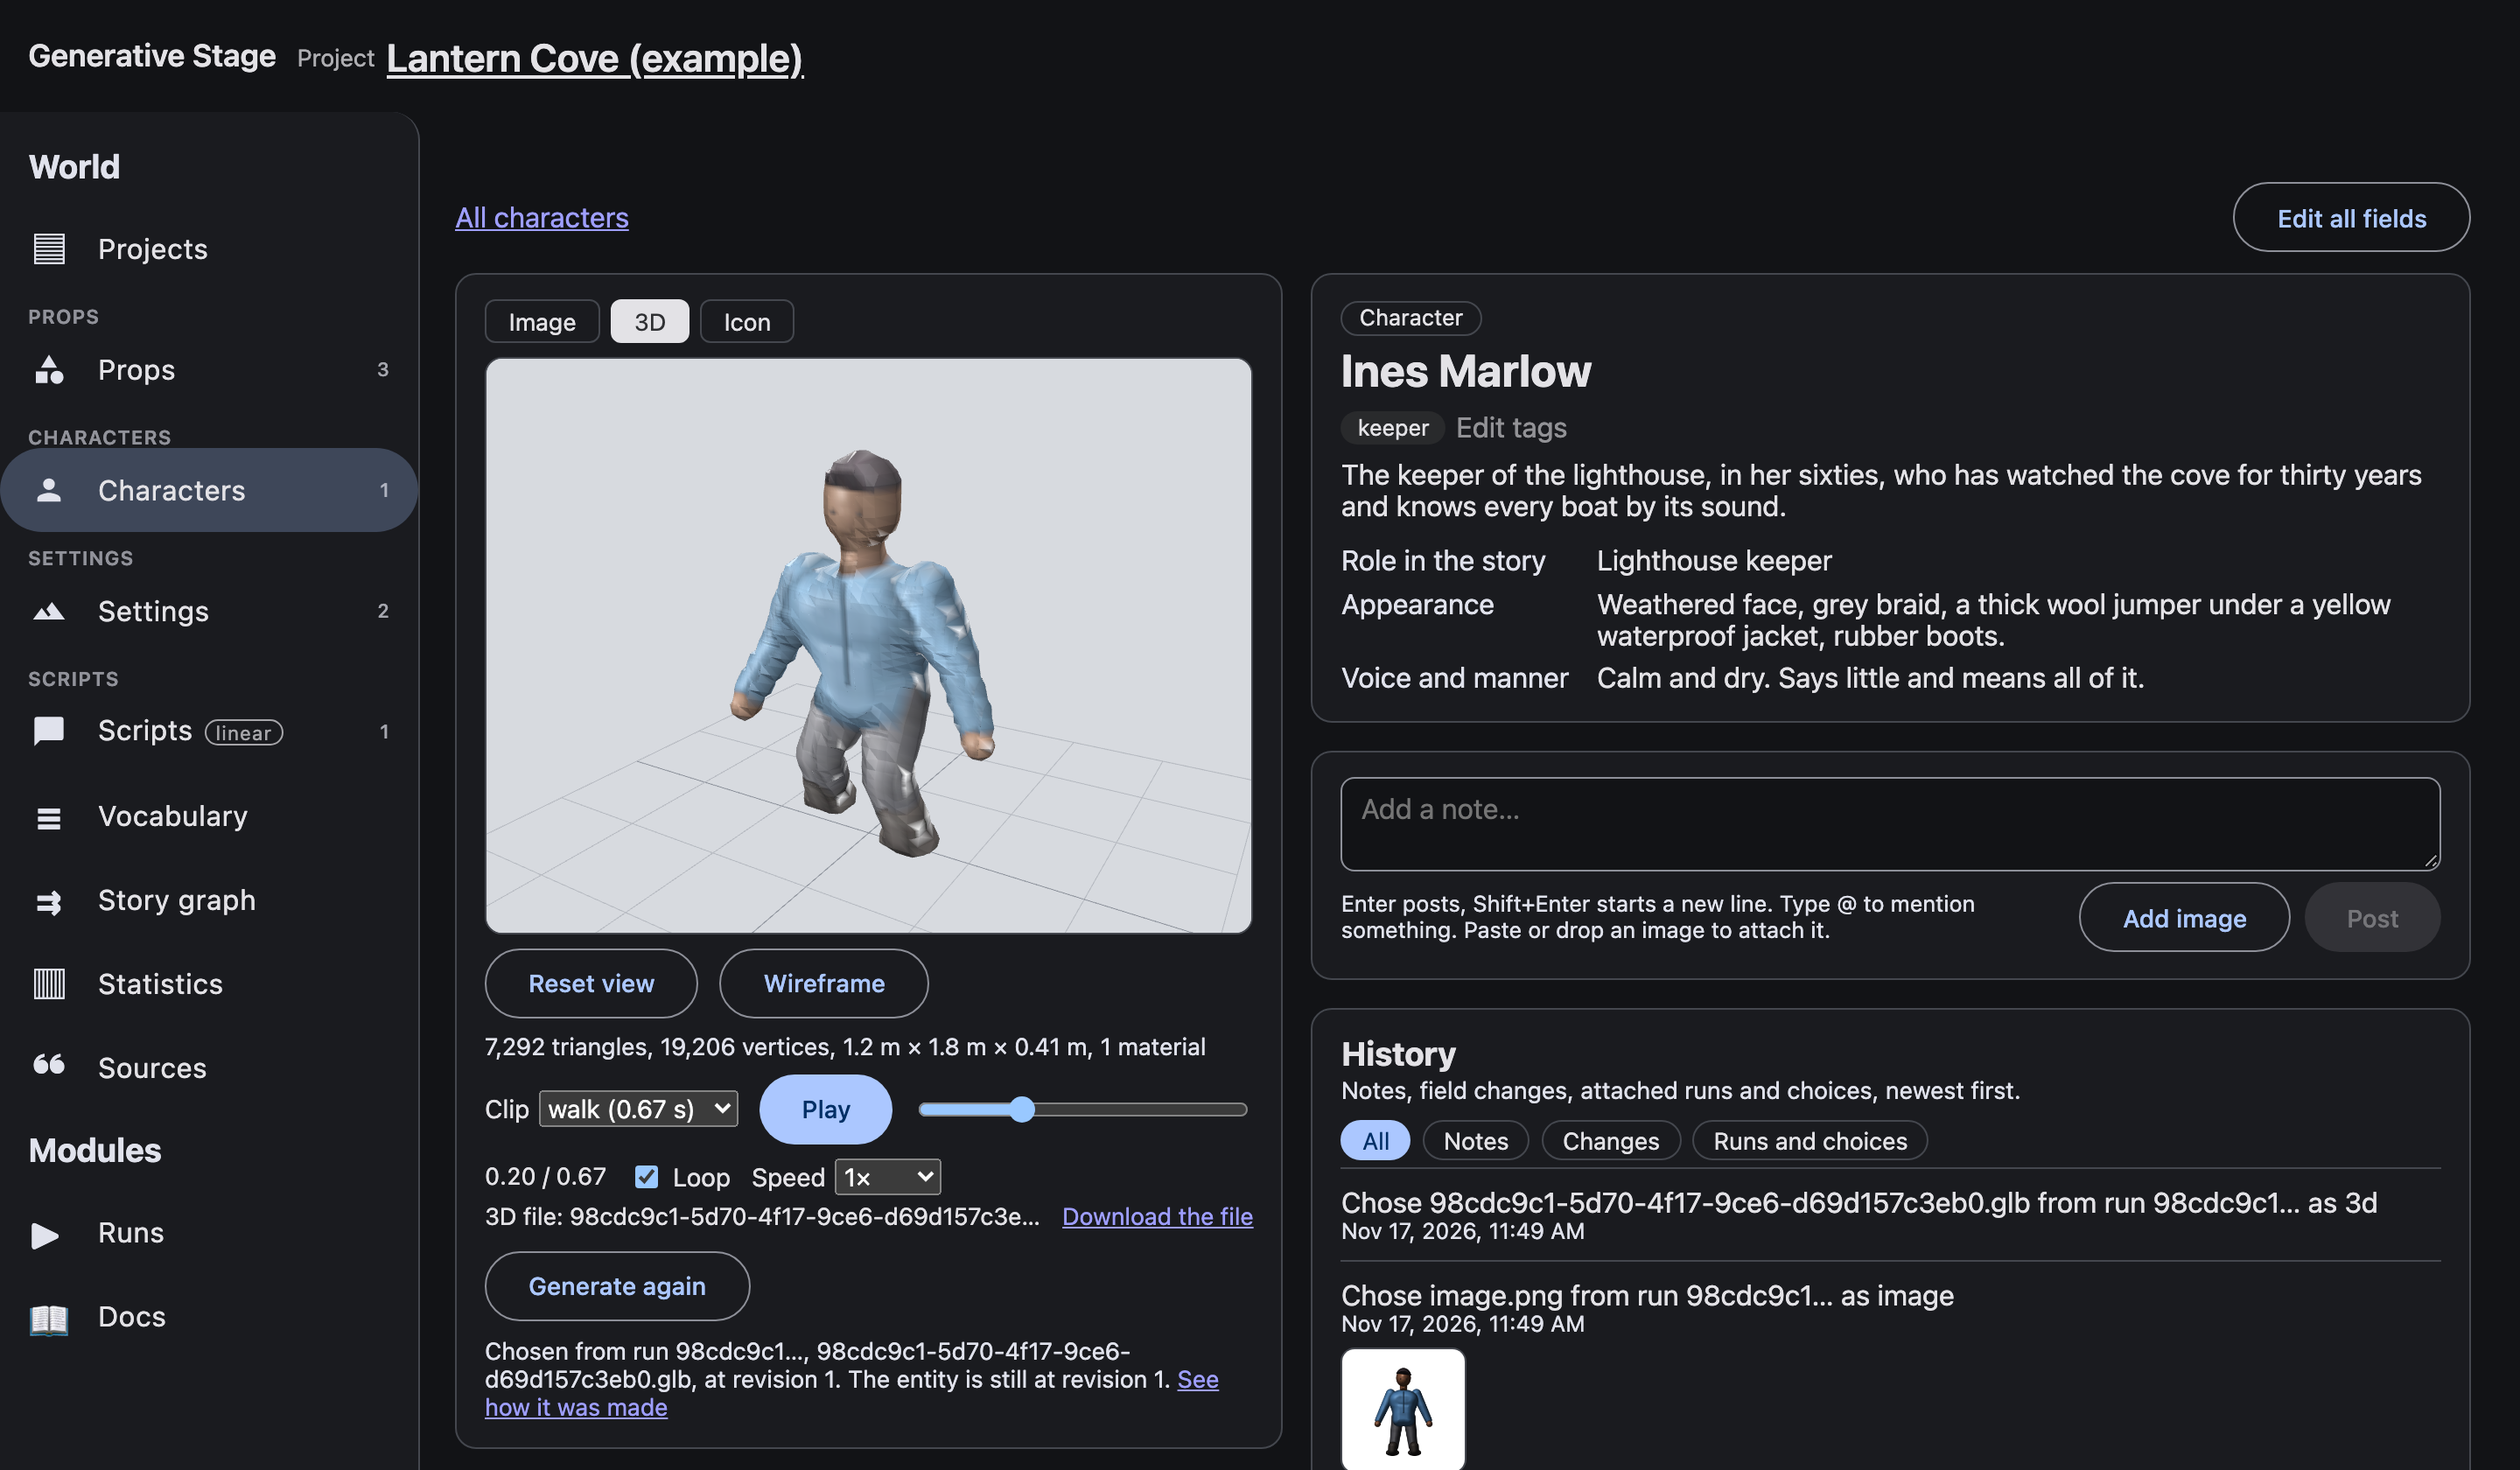 Generative Stage Project Lantern Cove (example)
World
Projects
PROPS
Props 3
CHARACTERS
Characters 1
SETTINGS
Settings 2
SCRIPTS
Scripts linear 1
Vocabulary
Story graph
Statistics
Sources
Modules
Runs
Docs
All characters
Edit all fields
Image 3D Icon
Reset view Wireframe
7,292 triangles, 19,206 vertices, 1.2 m × 1.8 m × 0.41 m, 1 material
Clip walk (0.67 s) Play
0.20 / 0.67 Loop Speed 1×
3D file: 98cdc9c1-5d70-4f17-9ce6-d69d157c3e... Download the file
Generate again
Chosen from run 98cdc9c1..., 98cdc9c1-5d70-4f17-9ce6-
d69d157c3eb0.glb, at revision 1. The entity is still at revision 1. See
how it was made
Character
Ines Marlow
keeper Edit tags
The keeper of the lighthouse, in her sixties, who has watched the cove for thirty years
and knows every boat by its sound.
Role in the story Lighthouse keeper
Appearance Weathered face, grey braid, a thick wool jumper under a yellow
waterproof jacket, rubber boots.
Voice and manner Calm and dry. Says little and means all of it.
Add a note...
Enter posts, Shift+Enter starts a new line. Type @ to mention
something. Paste or drop an image to attach it.
Add image Post
History
Notes, field changes, attached runs and choices, newest first.
All Notes Changes Runs and choices
Chose 98cdc9c1-5d70-4f17-9ce6-d69d157c3eb0.glb from run 98cdc9c1... as 3d
Nov 17, 2026, 11:49 AM
Chose image.png from run 98cdc9c1... as image
Nov 17, 2026, 11:49 AM